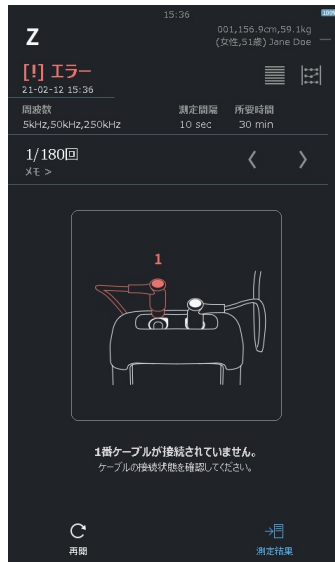 15:36
100%
Z
001,156.9cm,59.1kg
(女性,51歳) Jane Doe
[!] エラー
21-02-12 15:36
周波数
5kHz,50kHz,250kHz
測定間隔
10 sec
所要時間
30 min
1/180回
メモ >
1
1番ケーブルが接続されていません。
ケーブルの接続状態を確認してください。
再開
測定結果